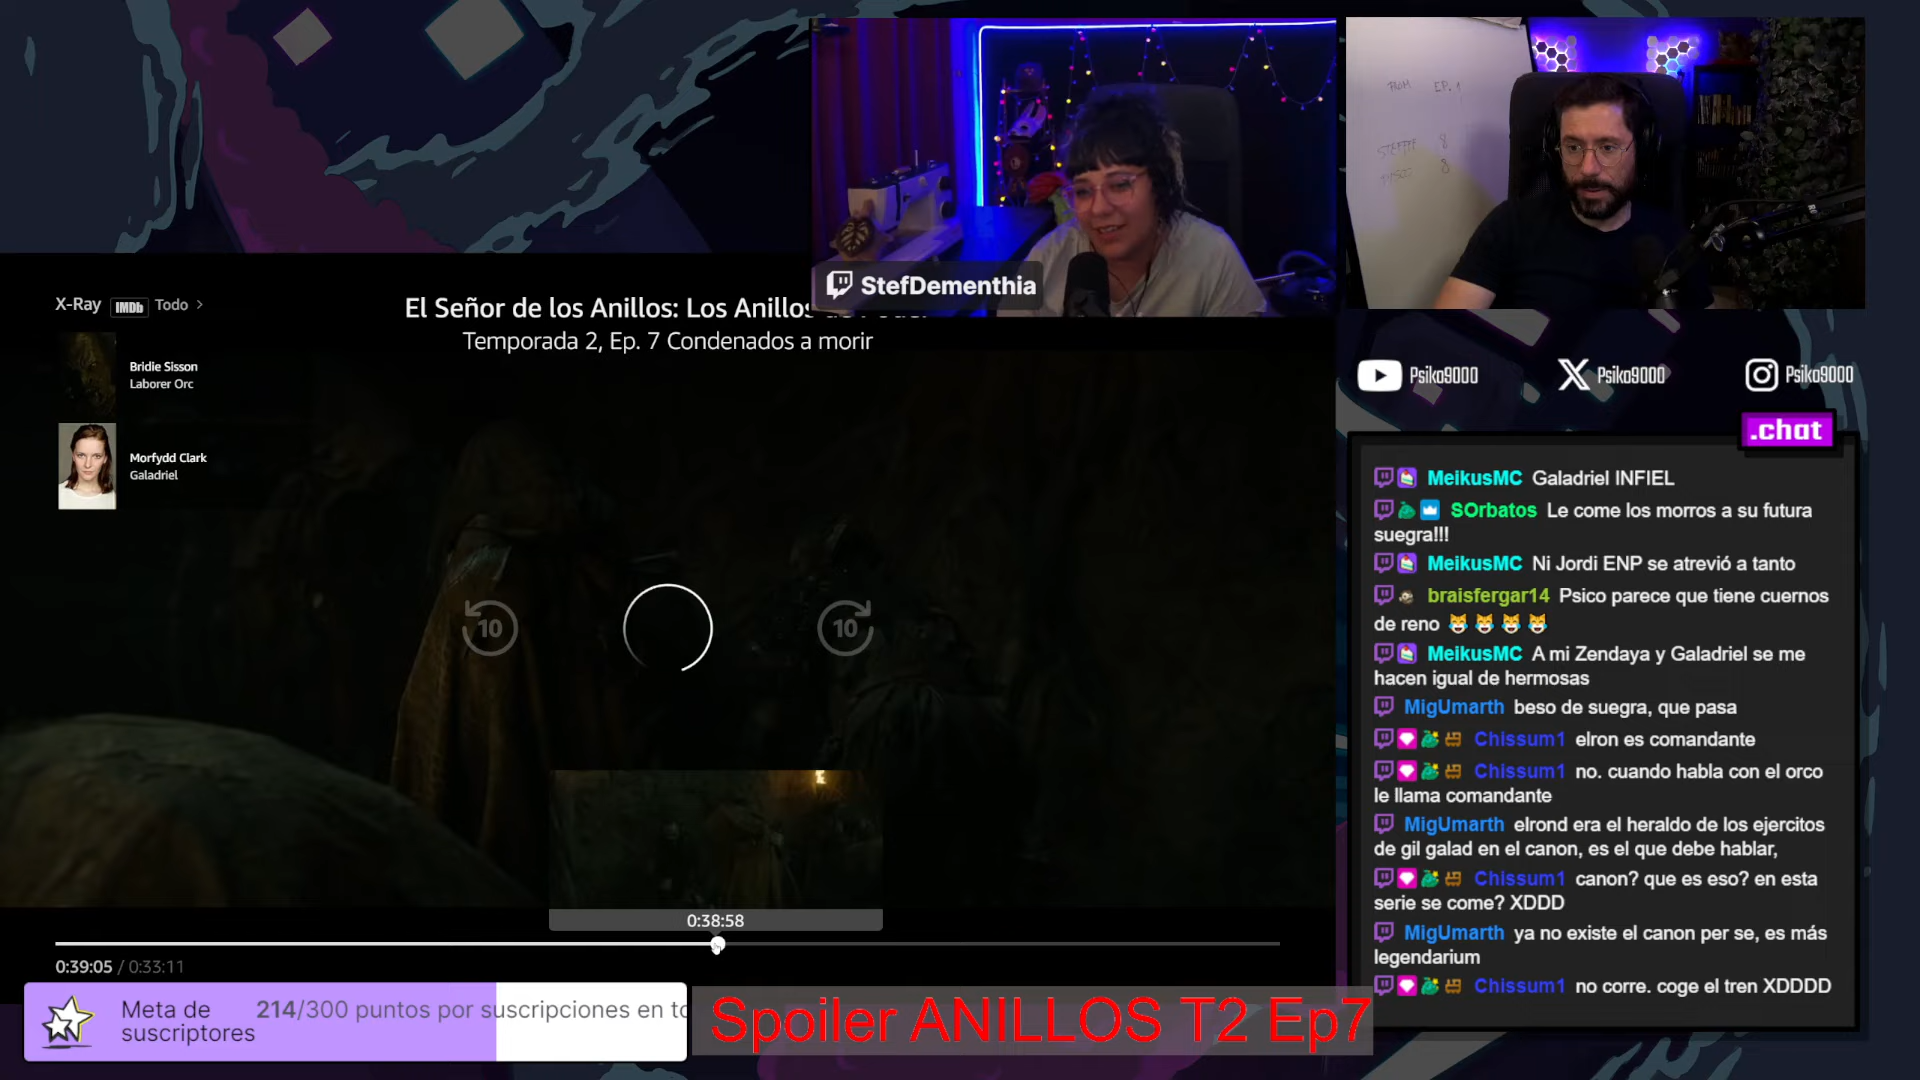 FROM EP. 1
STEFFF 8
8
StefDementhia
X-Ray IMDb Todo >
El Señor de los Anillos: Los Anillos
Temporada 2, Ep. 7 Condenados a morir
Bridie Sisson
Laborer Orc
Morfydd Clark
Galadriel
10
10
0:38:58
0:39:05 / 0:33:11
Meta de
suscriptores
214/300 puntos por suscripciones en to
Spoiler ANILLOS T2 Ep7
Psiko9000
Psiko9000
Psiko9000
.chat
MeikusMC Galadriel INFIEL
SOrbatos Le come los morros a su futura
suegra!!!
MeikusMC Ni Jordi ENP se atrevió a tanto
braisfergar14 Psico parece que tiene cuernos
de reno 😹 😹 😹 😹
MeikusMC A mi Zendaya y Galadriel se me
hacen igual de hermosas
MigUmarth beso de suegra, que pasa
Chissum1 elron es comandante
Chissum1 no. cuando habla con el orco
le llama comandante
MigUmarth elrond era el heraldo de los ejercitos
de gil galad en el canon, es el que debe hablar,
Chissum1 canon? que es eso? en esta
serie se come? XDDD
MigUmarth ya no existe el canon per se, es más
legendarium
Chissum1 no corre. coge el tren XDDDD